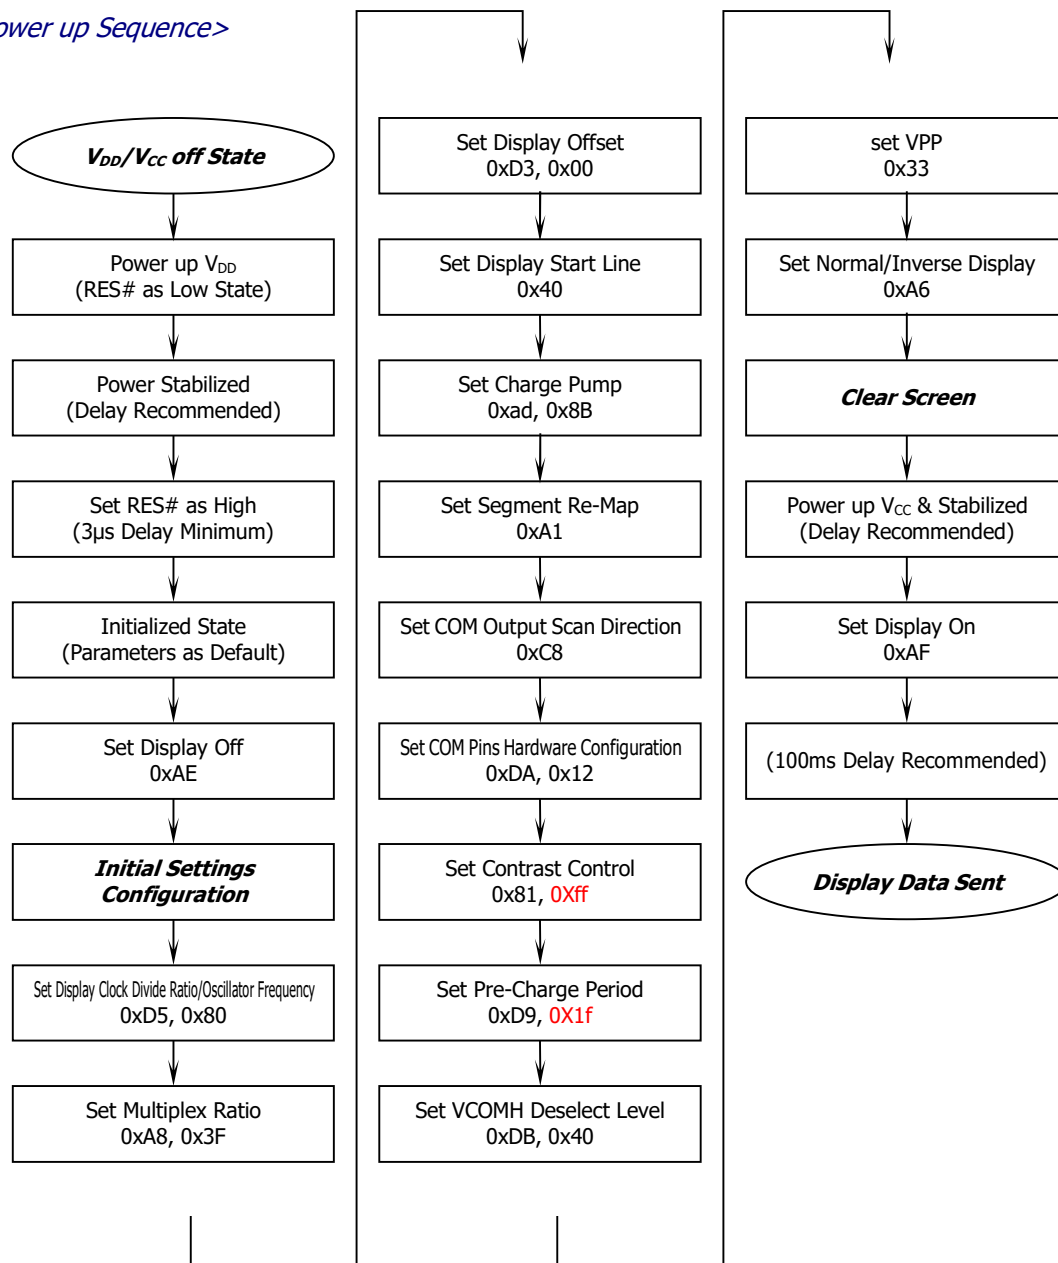 ower up Sequence>
V_DD/V_CC off State
Power up V_DD
(RES# as Low State)
Power Stabilized
(Delay Recommended)
Set RES# as High
(3μs Delay Minimum)
Initialized State
(Parameters as Default)
Set Display Off
0xAE
Initial Settings
Configuration
Set Display Clock Divide Ratio/Oscillator Frequency
0xD5, 0x80
Set Multiplex Ratio
0xA8, 0x3F
Set Display Offset
0xD3, 0x00
Set Display Start Line
0x40
Set Charge Pump
0xad, 0x8B
Set Segment Re-Map
0xA1
Set COM Output Scan Direction
0xC8
Set COM Pins Hardware Configuration
0xDA, 0x12
Set Contrast Control
0x81, 0Xff
Set Pre-Charge Period
0xD9, 0X1f
Set VCOMH Deselect Level
0xDB, 0x40
set VPP
0x33
Set Normal/Inverse Display
0xA6
Clear Screen
Power up V_CC & Stabilized
(Delay Recommended)
Set Display On
0xAF
(100ms Delay Recommended)
Display Data Sent